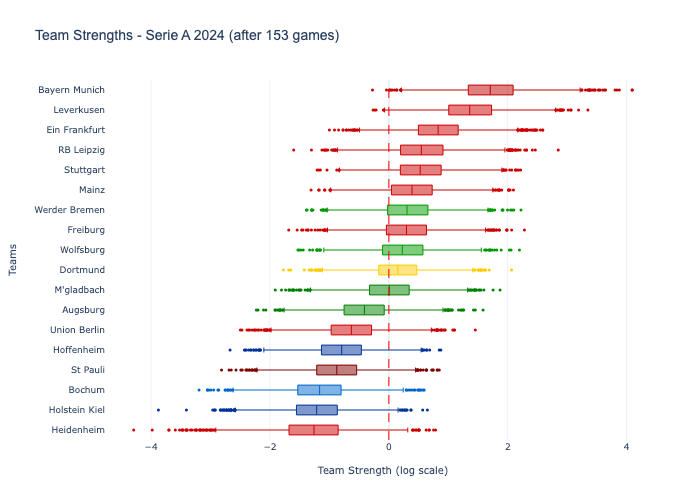 Team Strengths - Serie A 2024 (after 153 games)
Bayern Munich
Leverkusen
Ein Frankfurt
RB Leipzig
Stuttgart
Mainz
Werder Bremen
Freiburg
Wolfsburg
Dortmund
M'gladbach
Augsburg
Union Berlin
Hoffenheim
St Pauli
Bochum
Holstein Kiel
Heidenheim
Teams
−4 −2 0 2 4
Team Strength (log scale)